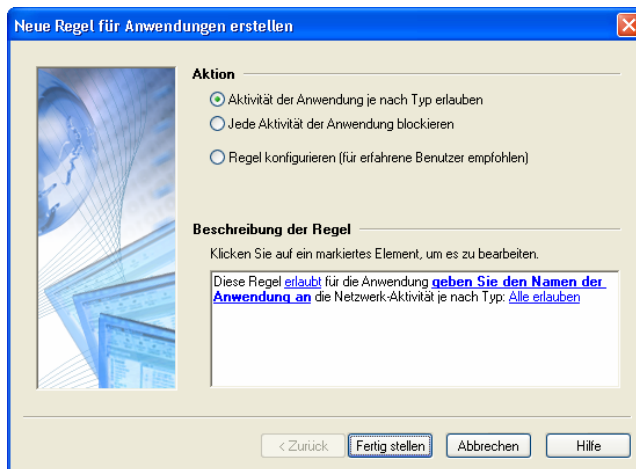 Neue Regel für Anwendungen erstellen
Aktion
Aktivität der Anwendung je nach Typ erlauben
Jede Aktivität der Anwendung blockieren
Regel konfigurieren (für erfahrene Benutzer empfohlen)
Beschreibung der Regel
Klicken Sie auf ein markiertes Element, um es zu bearbeiten.
Diese Regel erlaubt für die Anwendung geben Sie den Namen der
Anwendung an die Netzwerk-Aktivität je nach Typ: Alle erlauben
< Zurück Fertig stellen Abbrechen Hilfe